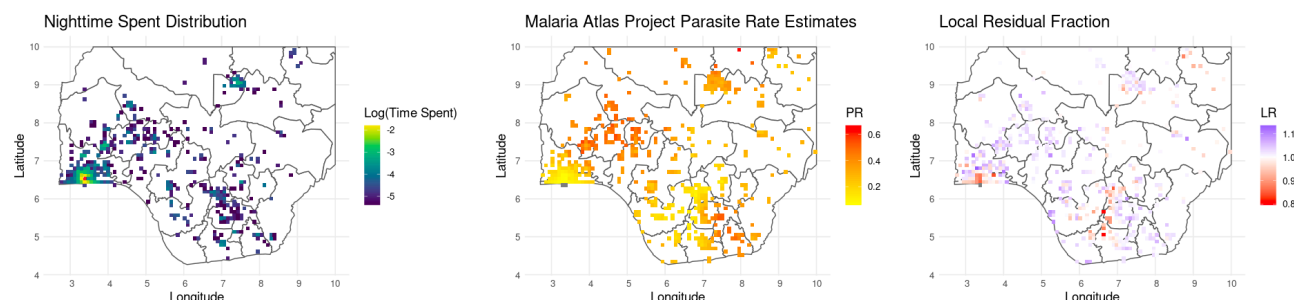 Nighttime Spent Distribution
10
9
8
7
6
5
4
Latitude
3 4 5 6 7 8 9 10
Longitude
Log(Time Spent)
-2
-3
-4
-5
Malaria Atlas Project Parasite Rate Estimates
10
9
8
7
6
5
4
Latitude
3 4 5 6 7 8 9 10
Longitude
PR
0.6
0.4
0.2
Local Residual Fraction
10
9
8
7
6
5
4
Latitude
3 4 5 6 7 8 9 10
Longitude
LR
1.1
1.0
0.9
0.8